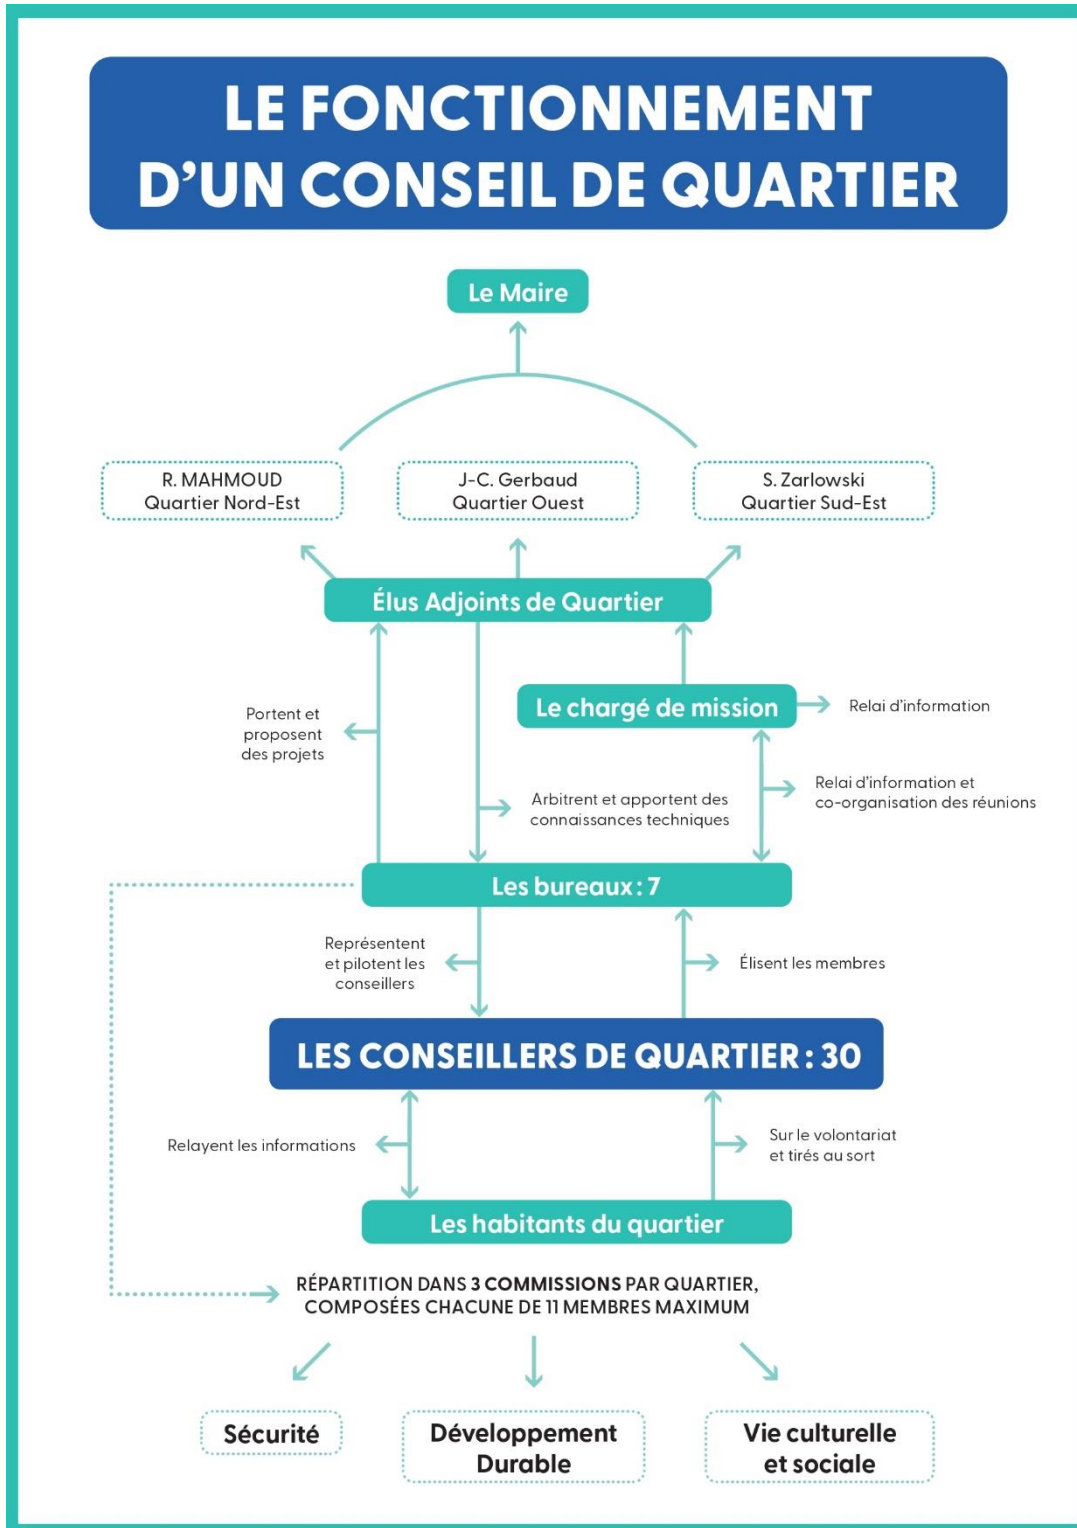 LE FONCTIONNEMENT
D’UN CONSEIL DE QUARTIER
Le Maire
R. MAHMOUD
Quartier Nord-Est
J-C. Gerbaud
Quartier Ouest
S. Zarlowski
Quartier Sud-Est
Élus Adjoints de Quartier
Le chargé de mission
Relai d’information
Portent et
proposent
des projets
Arbitrent et apportent des
connaissances techniques
Relai d’information et
co-organisation des réunions
Les bureaux : 7
Représentent
et pilotent les
conseillers
Élisent les membres
LES CONSEILLERS DE QUARTIER : 30
Relayent les informations
Sur le volontariat
et tirés au sort
Les habitants du quartier
RÉPARTITION DANS 3 COMMISSIONS PAR QUARTIER,
COMPOSÉES CHACUNE DE 11 MEMBRES MAXIMUM
Sécurité
Développement
Durable
Vie culturelle
et sociale